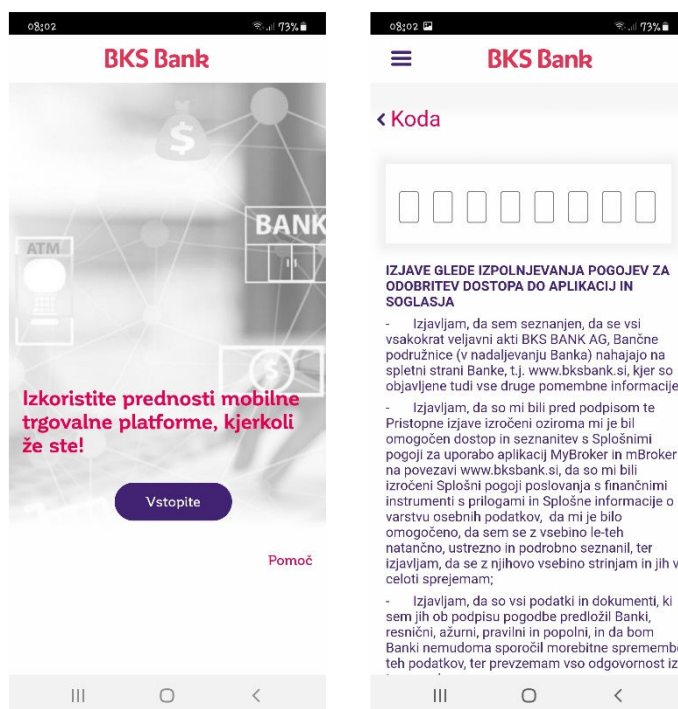 08:02
73%
BKS Bank
$
BANK
ATM
$
Izkoristite prednosti mobilne
trgovalne platforme, kjerkoli
že ste!
Vstopite
Pomoč
08:02
73%
BKS Bank
Koda
IZJAVE GLEDE IZPOLNJEVANJA POGOJEV ZA
ODOBRITEV DOSTOPA DO APLIKACIJ IN
SOGLASJA
- Izjavljam, da sem seznanjen, da se vsi
vsakokrat veljavni akti BKS BANK AG, Bančne
podružnice (v nadaljevanju Banka) nahajajo na
spletni strani Banke, t.j. www.bksbank.si, kjer so
objavljene tudi vse druge pomembne informacije
- Izjavljam, da so mi bili pred podpisom te
Pristopne izjave izročeni oziroma mi je bil
omogočen dostop in seznanitev s Splošnimi
pogoji za uporabo aplikacij MyBroker in mBroker
na povezavi www.bksbank.si, da so mi bili
izročeni Splošni pogoji poslovanja s finančnimi
instrumenti s prilogami in Splošne informacije o
varstvu osebnih podatkov, da mi je bilo
omogočeno, da sem se z vsebino le-teh
natančno, ustrezno in podrobno seznanil, ter
izjavljam, da se z njihovo vsebino strinjam in jih v
celoti sprejemam;
- Izjavljam, da so vsi podatki in dokumenti, ki
sem jih ob podpisu pogodbe predložil Banki,
resnični, ažurni, pravilni in popolni, in da bom
Banki nemudoma sporočil morebitne spremembe
teh podatkov, ter prevzemam vso odgovornost iz